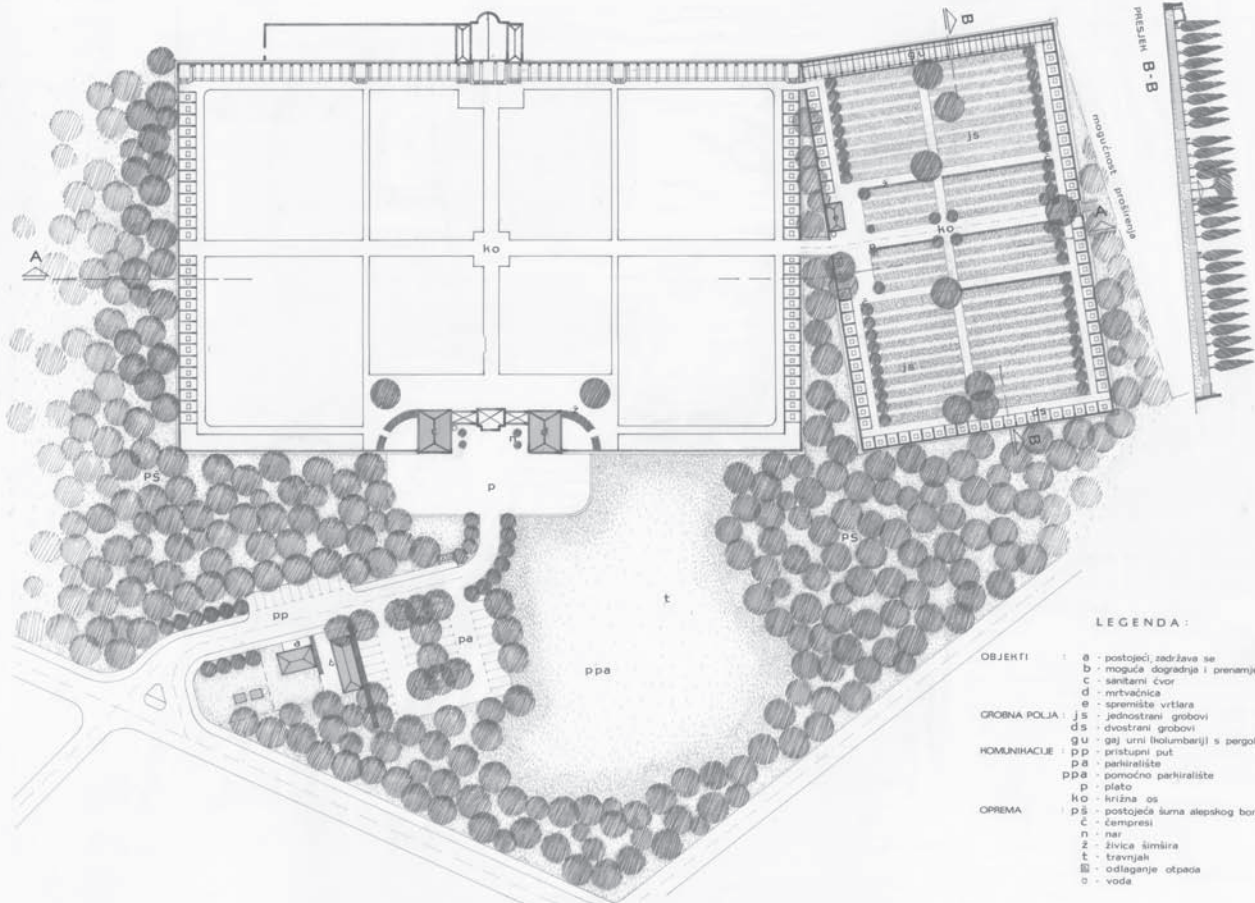 B
PRESJEK B-B
gu
js
mogućnost proširenja
ko
A
A
ko
js
ž
ds
B
n
p
PŠ
PŠ
pp
t
a
pa
ppa
LEGENDA :
OBJEKTI : a - postojeći, zadržava se
b - moguća dogradnja i
c - sanitarni čvor
d - mrtvačnica
e - spremište vrtlara
GROBNA POLJA : js - jednostrani grobovi
ds - dvostrani grobovi
gu - gaj urni (kolumbarij) s
KOMUNIKACIJE : pp - pristupni put
pa - parkiralište
ppa - pomoćno parkiralište
p - plato
ko - križna os
OPREMA : pš - postojeća šuma alepskog
č - čempresi
n - nar
ž - živica šimšira
t - travnjak
- odlaganje otpada
o - voda